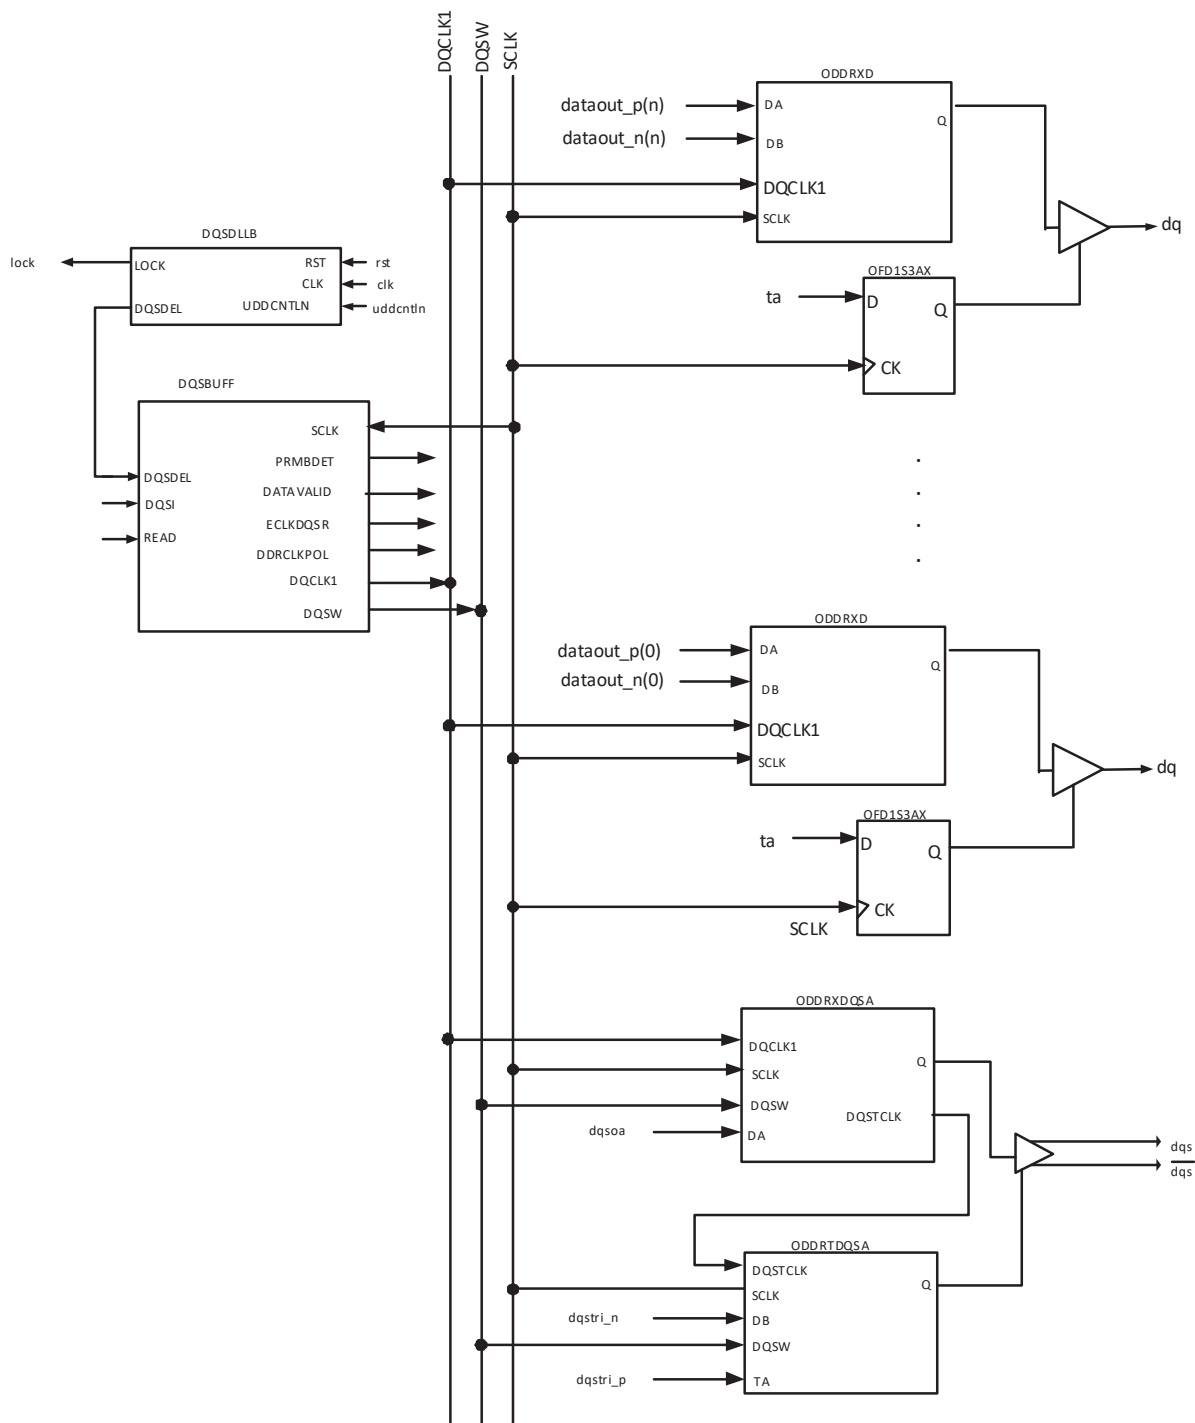 DQCLK1
DQSW
SCLK
ODDRXD
dataout_p(n)
DA
Q
dataout_n(n)
DB
DQCLK1
SCLK
dq
DQSDLLB
lock
LOCK
RST
rst
CLK
clk
DQSDEL
UDDCNTLN
uddcntln
OFD1S3AX
ta
D
Q
CK
DQSBUFF
SCLK
PRMBDET
DQSDEL
DATAVALID
DQSI
ECLKDQSR
READ
DDRCLKPOL
DQCLK1
DQSW
.
.
.
.
ODDRXD
dataout_p(0)
DA
Q
dataout_n(0)
DB
DQCLK1
SCLK
dq
OFD1S3AX
ta
D
Q
CK
SCLK
ODDRXDQSA
DQCLK1
Q
SCLK
DQSW
DQSTCLK
dqsoa
DA
dqs
dqs
ODDRTDQSA
DQSTCLK
Q
SCLK
dqstri_n
DB
DQSW
dqstri_p
TA